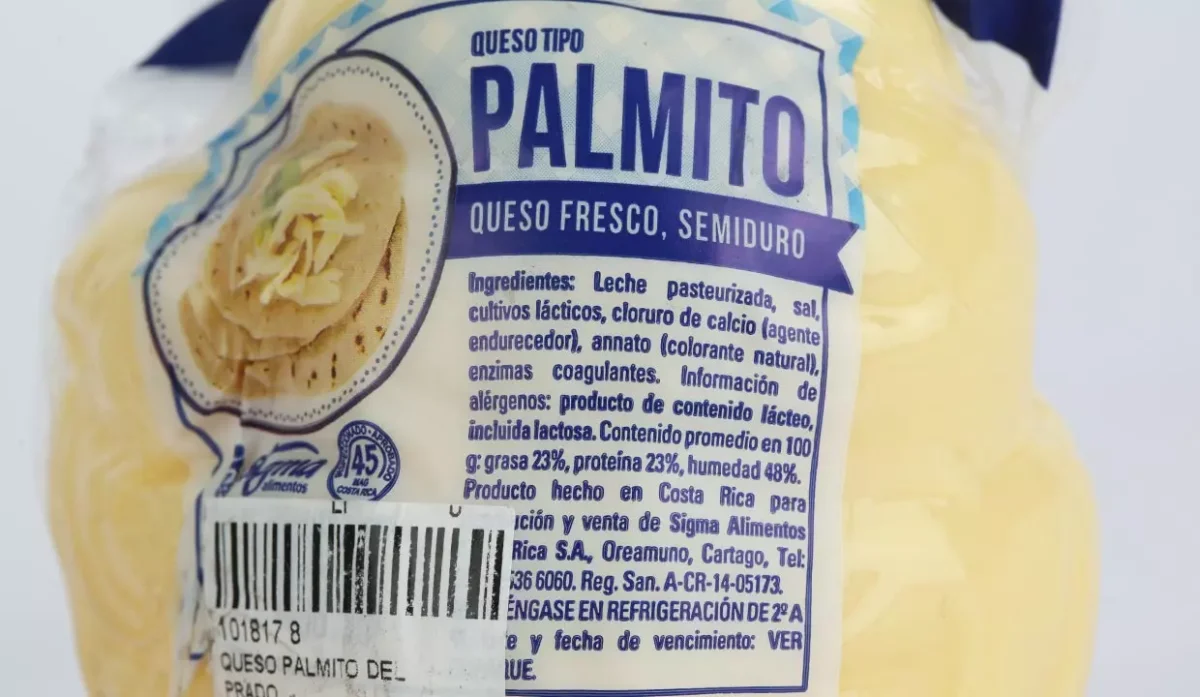 QUESO TIPO
PALMITO
QUESO FRESCO, SEMIDURO
Ingredientes: Leche pasteurizada, sal,
cultivos lácticos, cloruro de calcio (agente
endurecedor), annato (colorante natural),
enzimas coagulantes. Información de
alérgenos: producto de contenido lácteo,
incluida lactosa. Contenido promedio en 100
g: grasa 23%, proteína 23%, humedad 48%.
Producto hecho en Costa Rica para
ución y venta de Sigma Alimentos
Rica S.A., Oreamuno, Cartago, Tel:
536 6060. Reg. San. A-CR-14-05173.
ÉNGASE EN REFRIGERACIÓN DE 2º A
y fecha de vencimiento: VER
UE.
Sigma
alimentos
45
MAG
COSTA RICA
101817 8
QUESO PALMITO DEL
PRADO